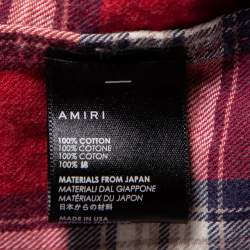 AMIRI
100% COTTON
100% COTONE
100% COTON
100% 綿
MATERIALS FROM JAPAN
MATERIALI DAL GIAPPONE
MATÉRIAUX DU JAPON
日本からの材料
MADE IN USA